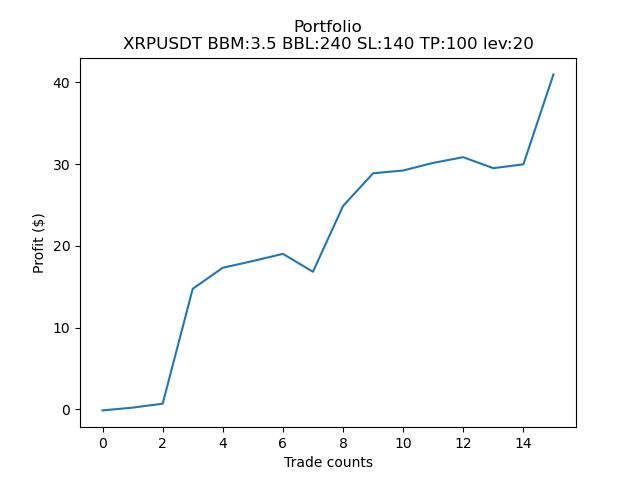 Portfolio
XRPUSDT BBM:3.5 BBL:240 SL:140 TP:100 lev:20
40
30
20
10
0
Profit ($)
0 2 4 6 8 10 12 14
Trade counts